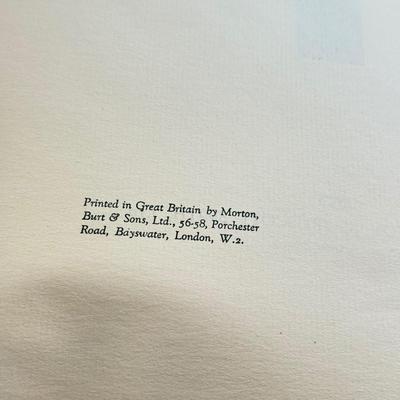 Printed in Great Britain by Morton,
Burt & Sons, Ltd., 56-58, Porchester
Road, Bayswater, London, W.2.